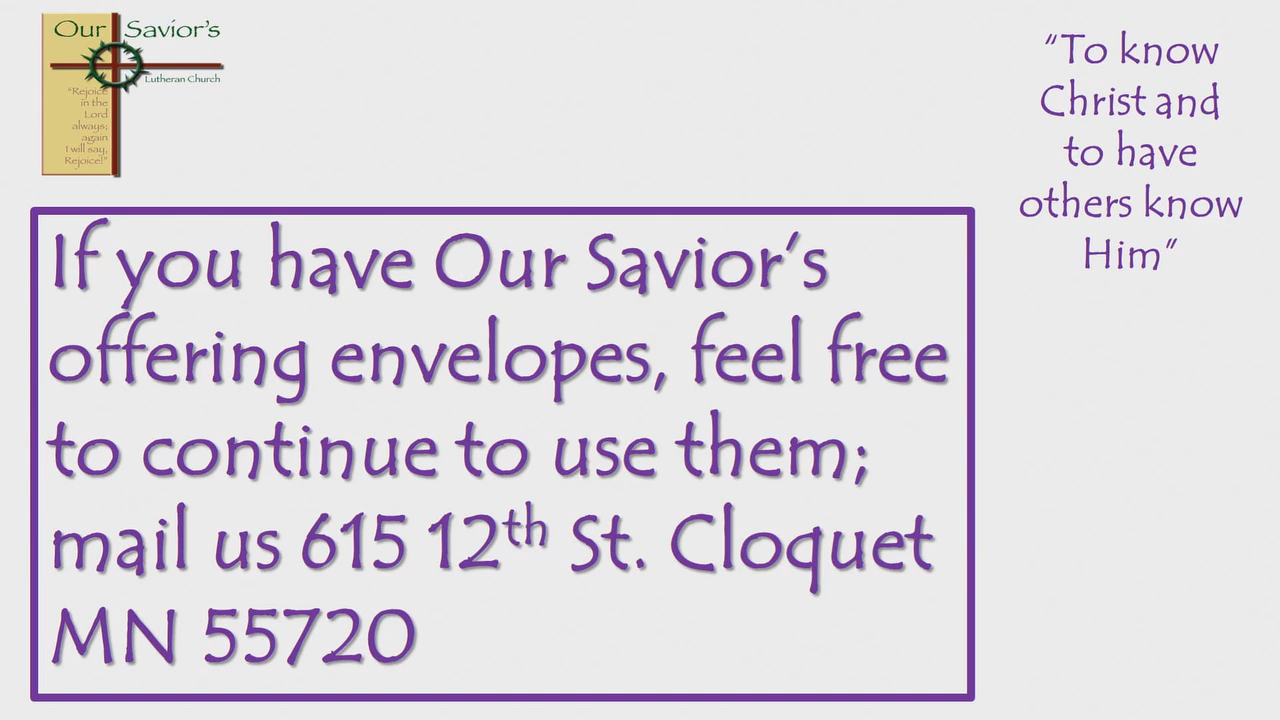 Our Savior's
Lutheran Church
"Rejoice
in the
Lord
always;
again
I will say,
Rejoice!"
"To know
Christ and
to have
others know
Him"
If you have Our Savior's
offering envelopes, feel free
to continue to use them;
mail us 615 12th St. Cloquet
MN 55720